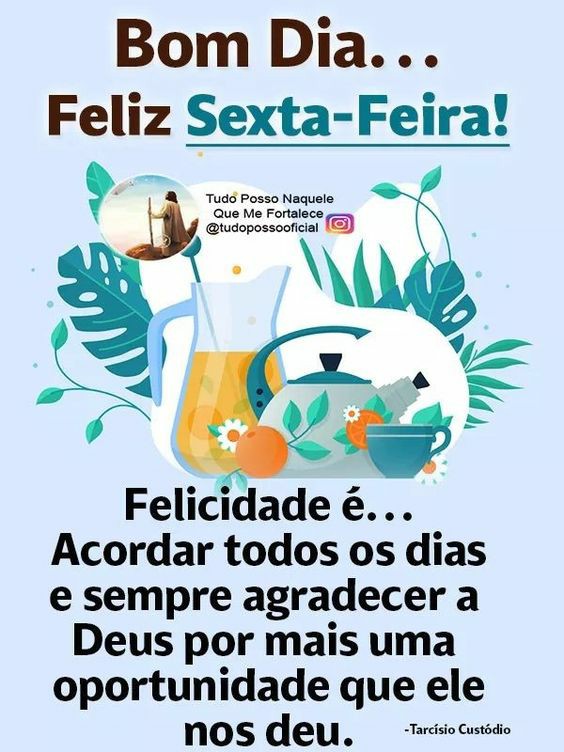 Bom Dia...
Feliz Sexta-Feira!
Tudo Posso Naquele
Que Me Fortalece
@tudopossooficial
Felicidade é...
Acordar todos os dias
e sempre agradecer a
Deus por mais uma
oportunidade que ele
nos deu.
-Tarcísio Custódio